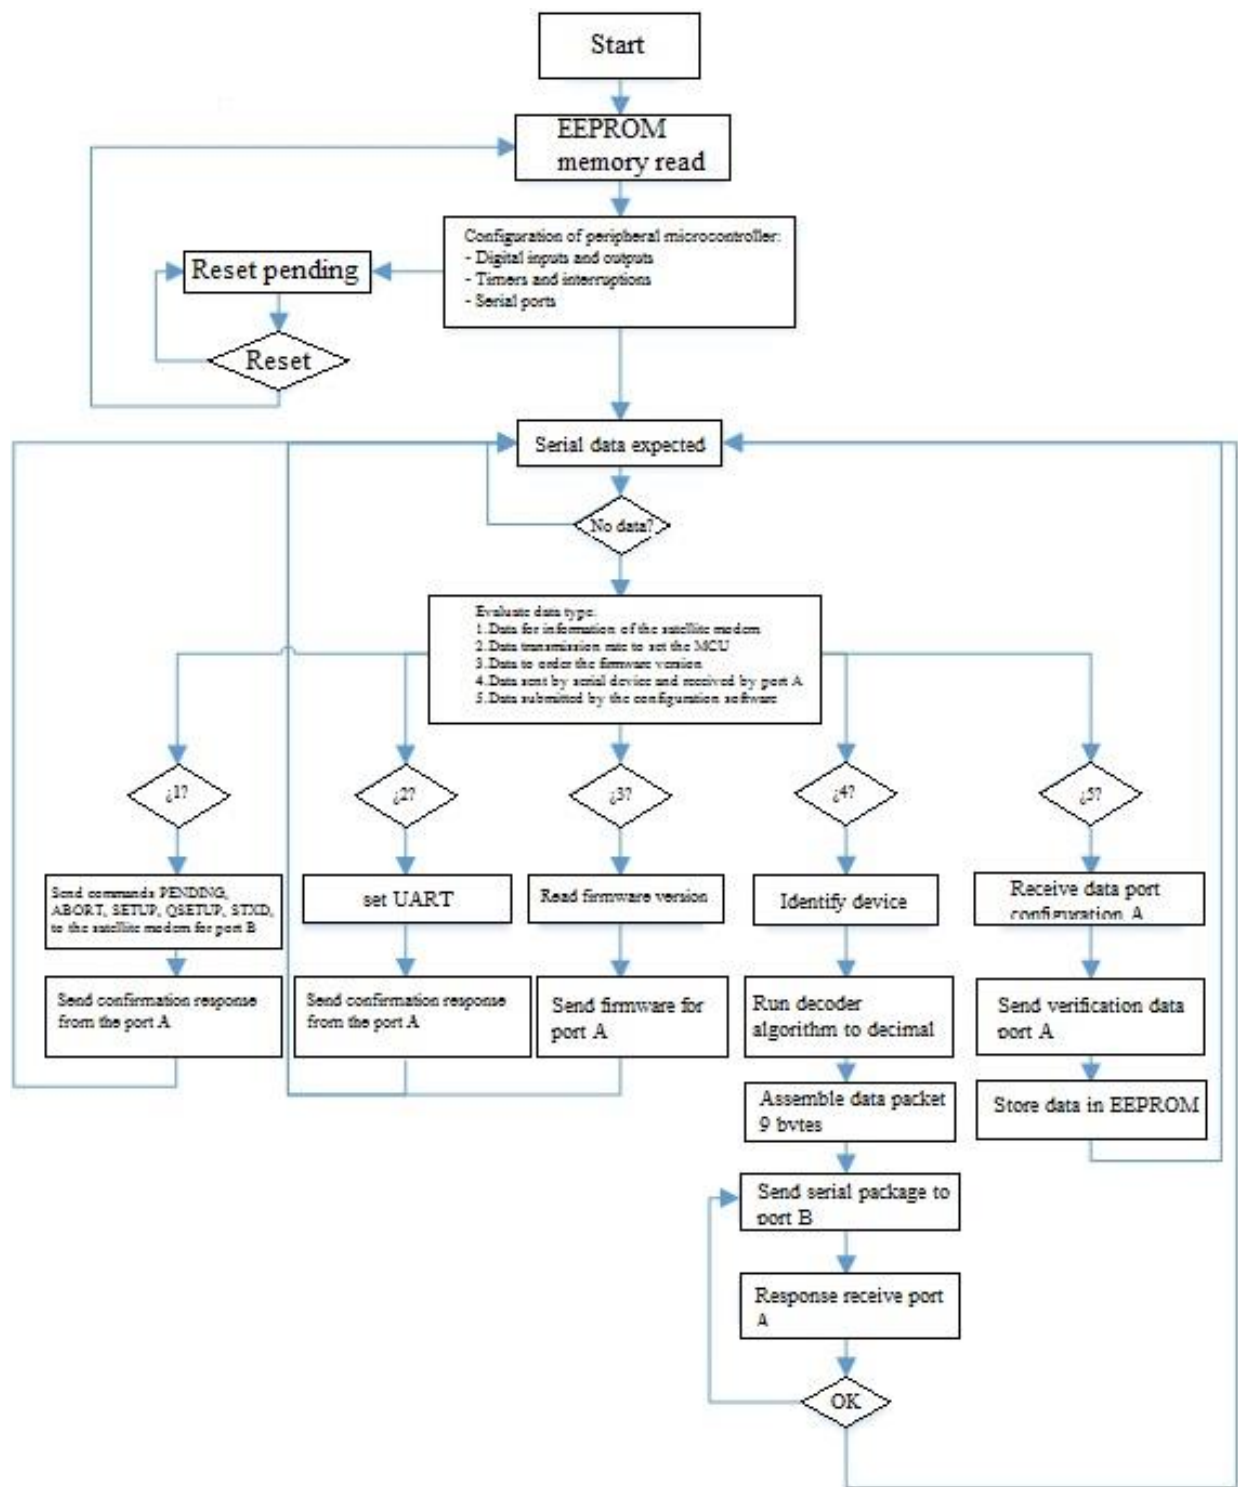 Start
EEPROM
memory read
Configuration of peripheral microcontroller:
- Digital inputs and outputs
- Timers and interruptions
- Serial ports
Reset pending
Reset
Serial data expected
No data?
Evaluate data type:
1.Data for information of the satellite modem
2.Data transmission rate to set the MCU
3.Data to order the firmware version
4.Data sent by serial device and received by port A
5.Data submitted by the configuration software
¿1?
¿2?
¿3?
¿4?
¿5?
Send commands PENDING,
ABORT, SETUP, QSETUP, STXD,
to the satellite modem for port B
set UART
Read firmware version
Identify device
Receive data port
configuration A
Send confirmation response
from the port A
Send confirmation response
from the port A
Send firmware for
port A
Run decoder
algorithm to decimal
Send verification data
port A
Assemble data packet
9 bytes
Store data in EEPROM
Send serial package to
port B
Response receive port
A
OK